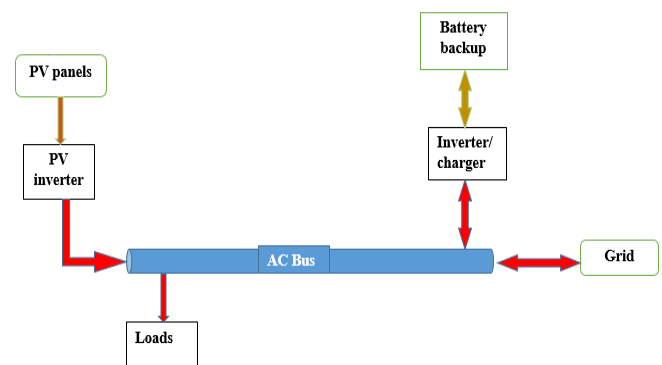 Battery
backup
PV panels
Inverter/
charger
PV
inverter
AC Bus
Grid
Loads